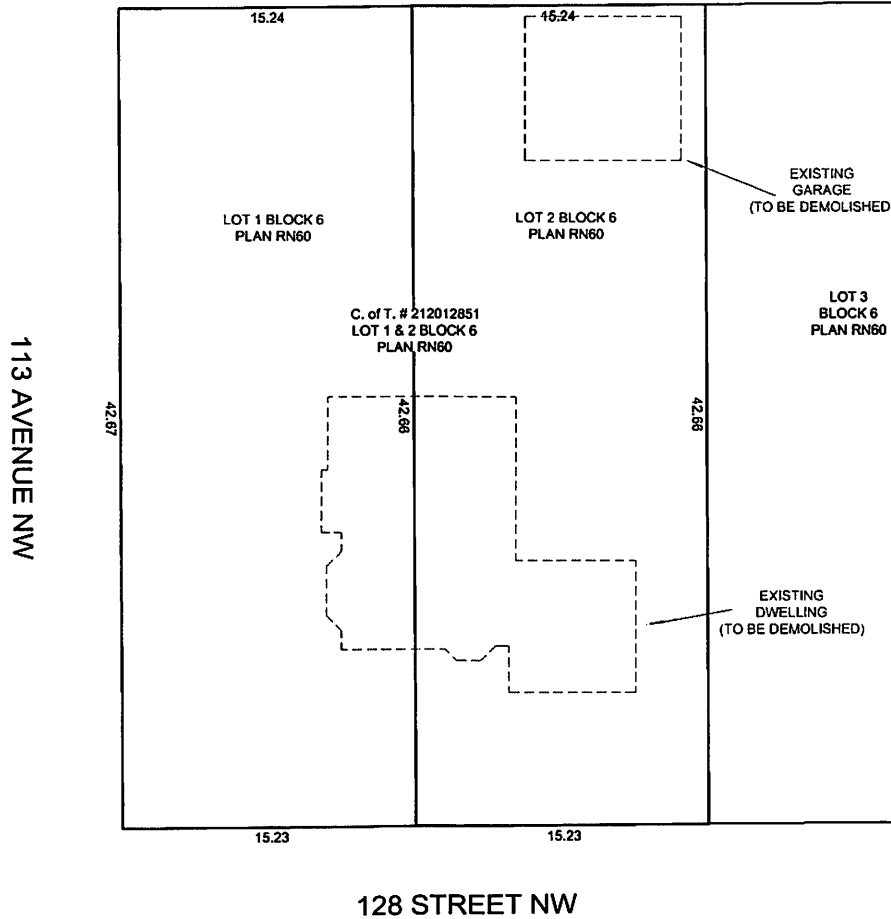 15.24
15.24
EXISTING
GARAGE
(TO BE DEMOLISHED
LOT 1 BLOCK 6
PLAN RN60
LOT 2 BLOCK 6
PLAN RN60
LOT 3
BLOCK 6
PLAN RN60
C. of T. # 212012851
LOT 1 & 2 BLOCK 6
PLAN RN60
113 AVENUE NW
42.67
42.66
42.66
EXISTING
DWELLING
(TO BE DEMOLISHED)
15.23
15.23
128 STREET NW